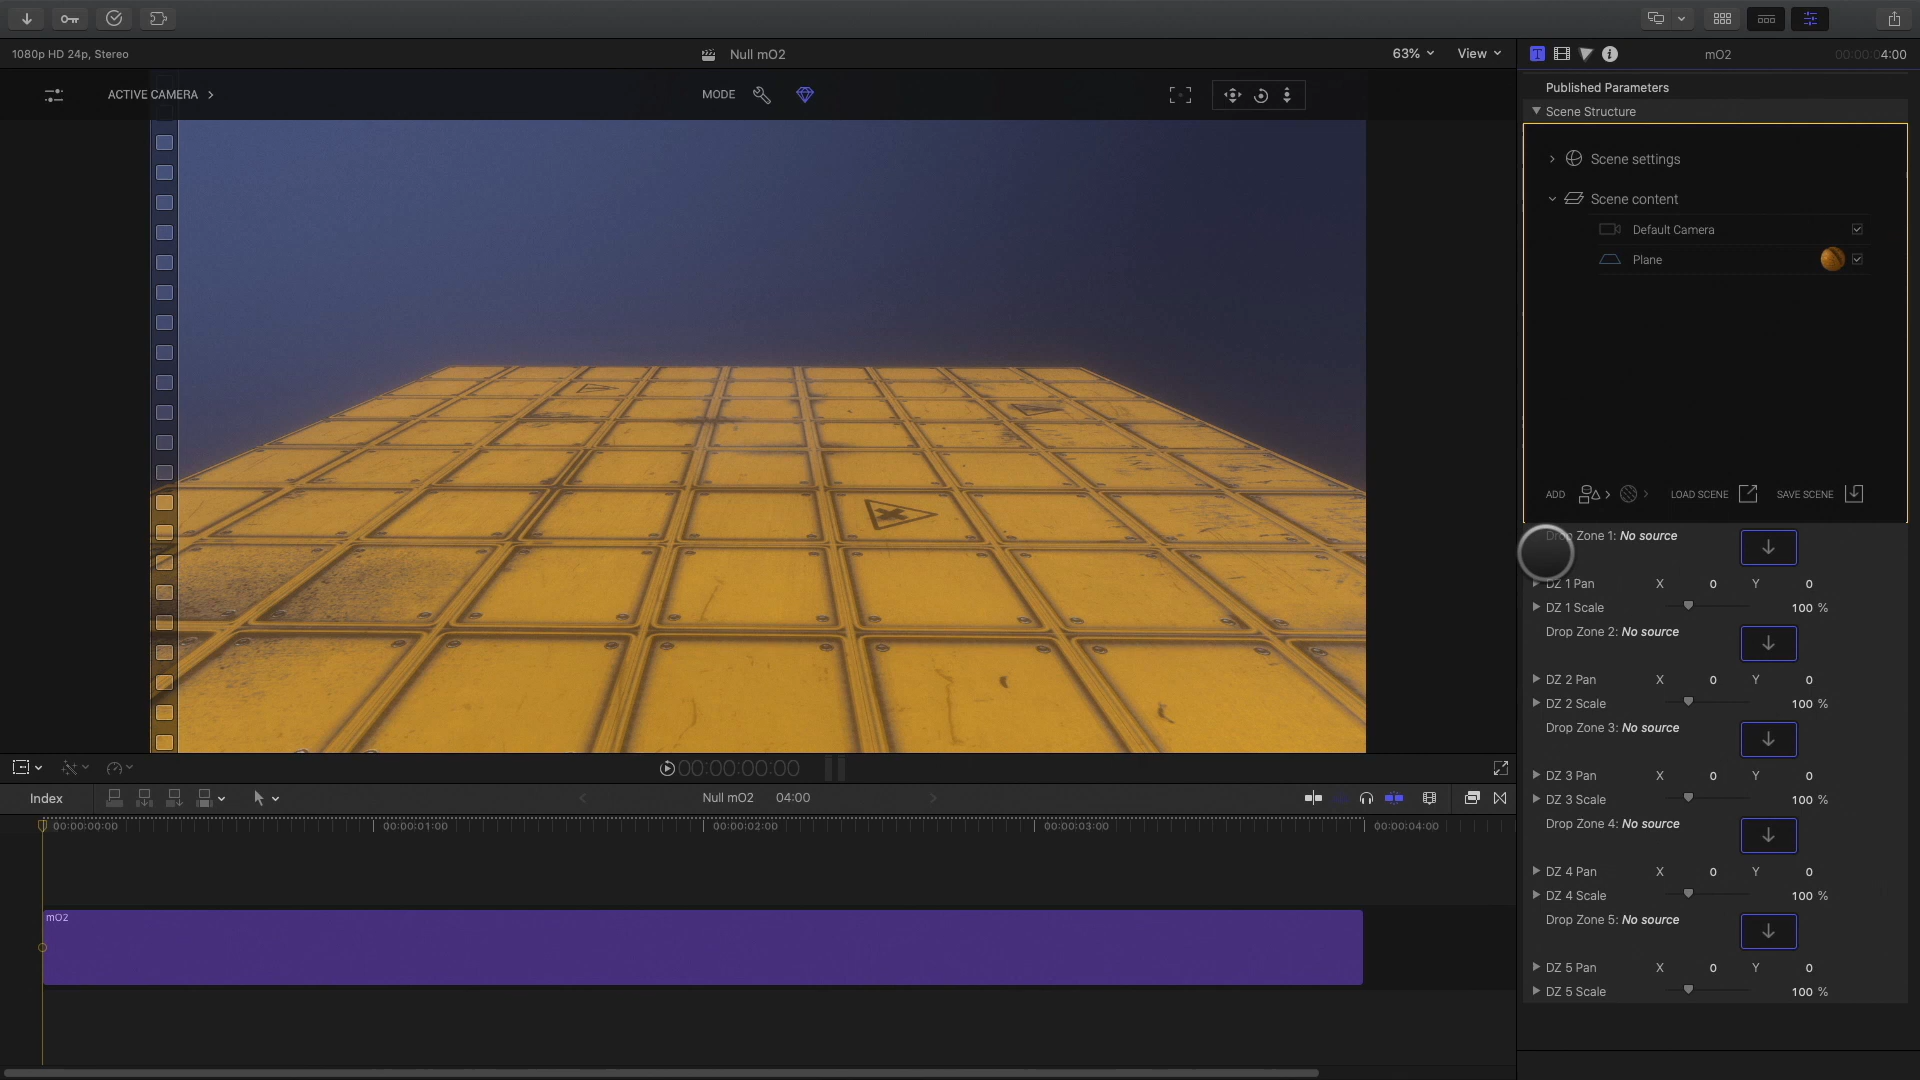 1080p HD 24p, Stereo
Null mO2
63%
View
mO2
00:00:04:00
ACTIVE CAMERA
MODE
Published Parameters
Scene Structure
Scene settings
Scene content
Default Camera
Plane
ADD
LOAD SCENE
SAVE SCENE
Drop Zone 1: No source
DZ 1 Pan X 0 Y 0
DZ 1 Scale 100 %
Drop Zone 2: No source
DZ 2 Pan X 0 Y 0
DZ 2 Scale 100 %
Drop Zone 3: No source
DZ 3 Pan X 0 Y 0
DZ 3 Scale 100 %
Drop Zone 4: No source
DZ 4 Pan X 0 Y 0
DZ 4 Scale 100 %
Drop Zone 5: No source
DZ 5 Pan X 0 Y 0
DZ 5 Scale 100 %
00:00:00:00
Index
Null mO2 04:00
00:00:00:00 00:00:01:00 00:00:02:00 00:00:03:00 00:00:04:00
mO2